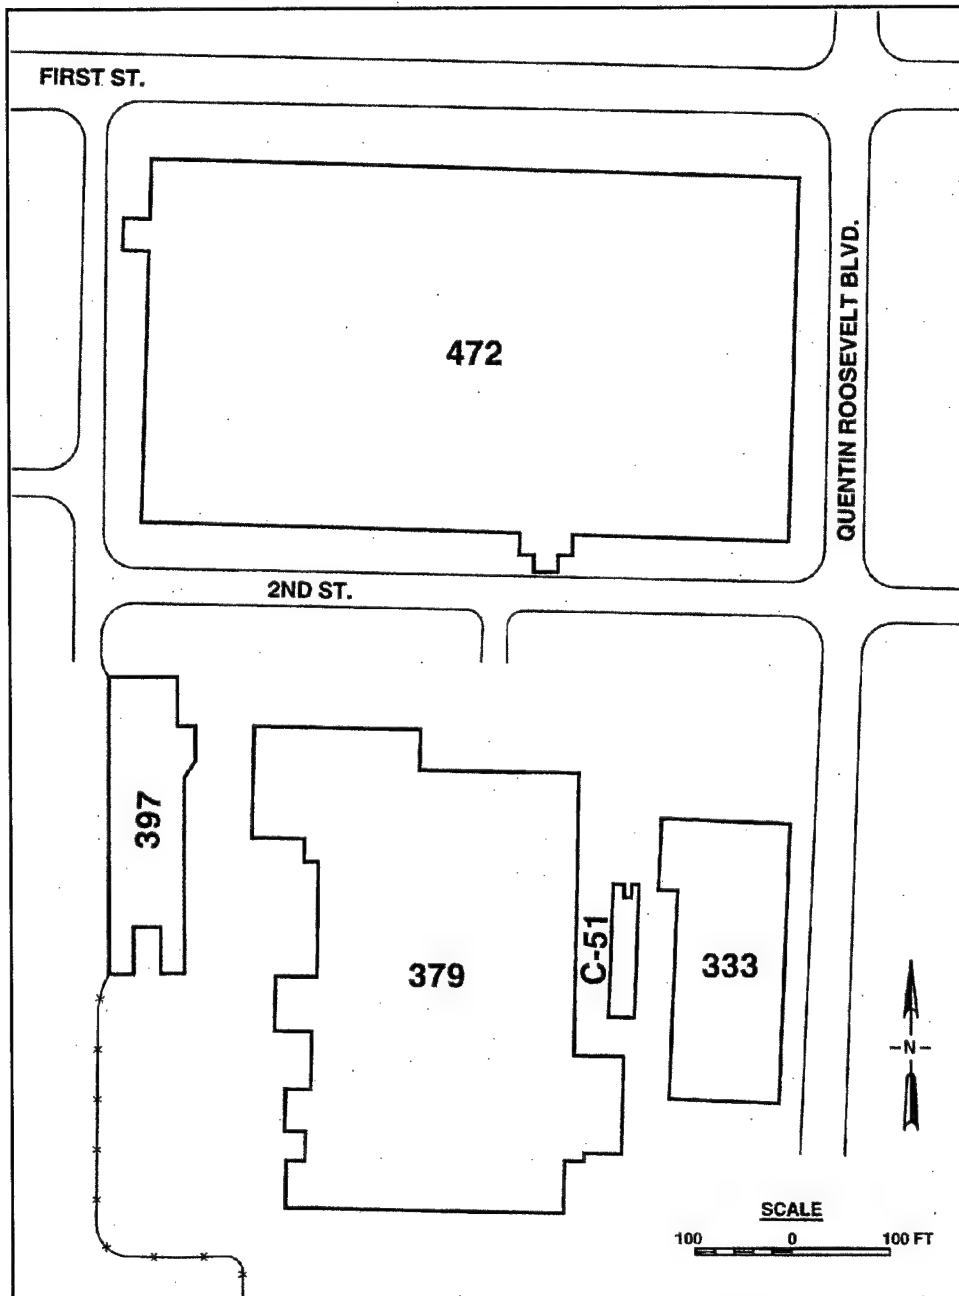 FIRST ST.
QUENTIN ROOSEVELT BLVD.
472
2ND ST.
397
379
C-51
333
-N-
SCALE
100 0 100 FT